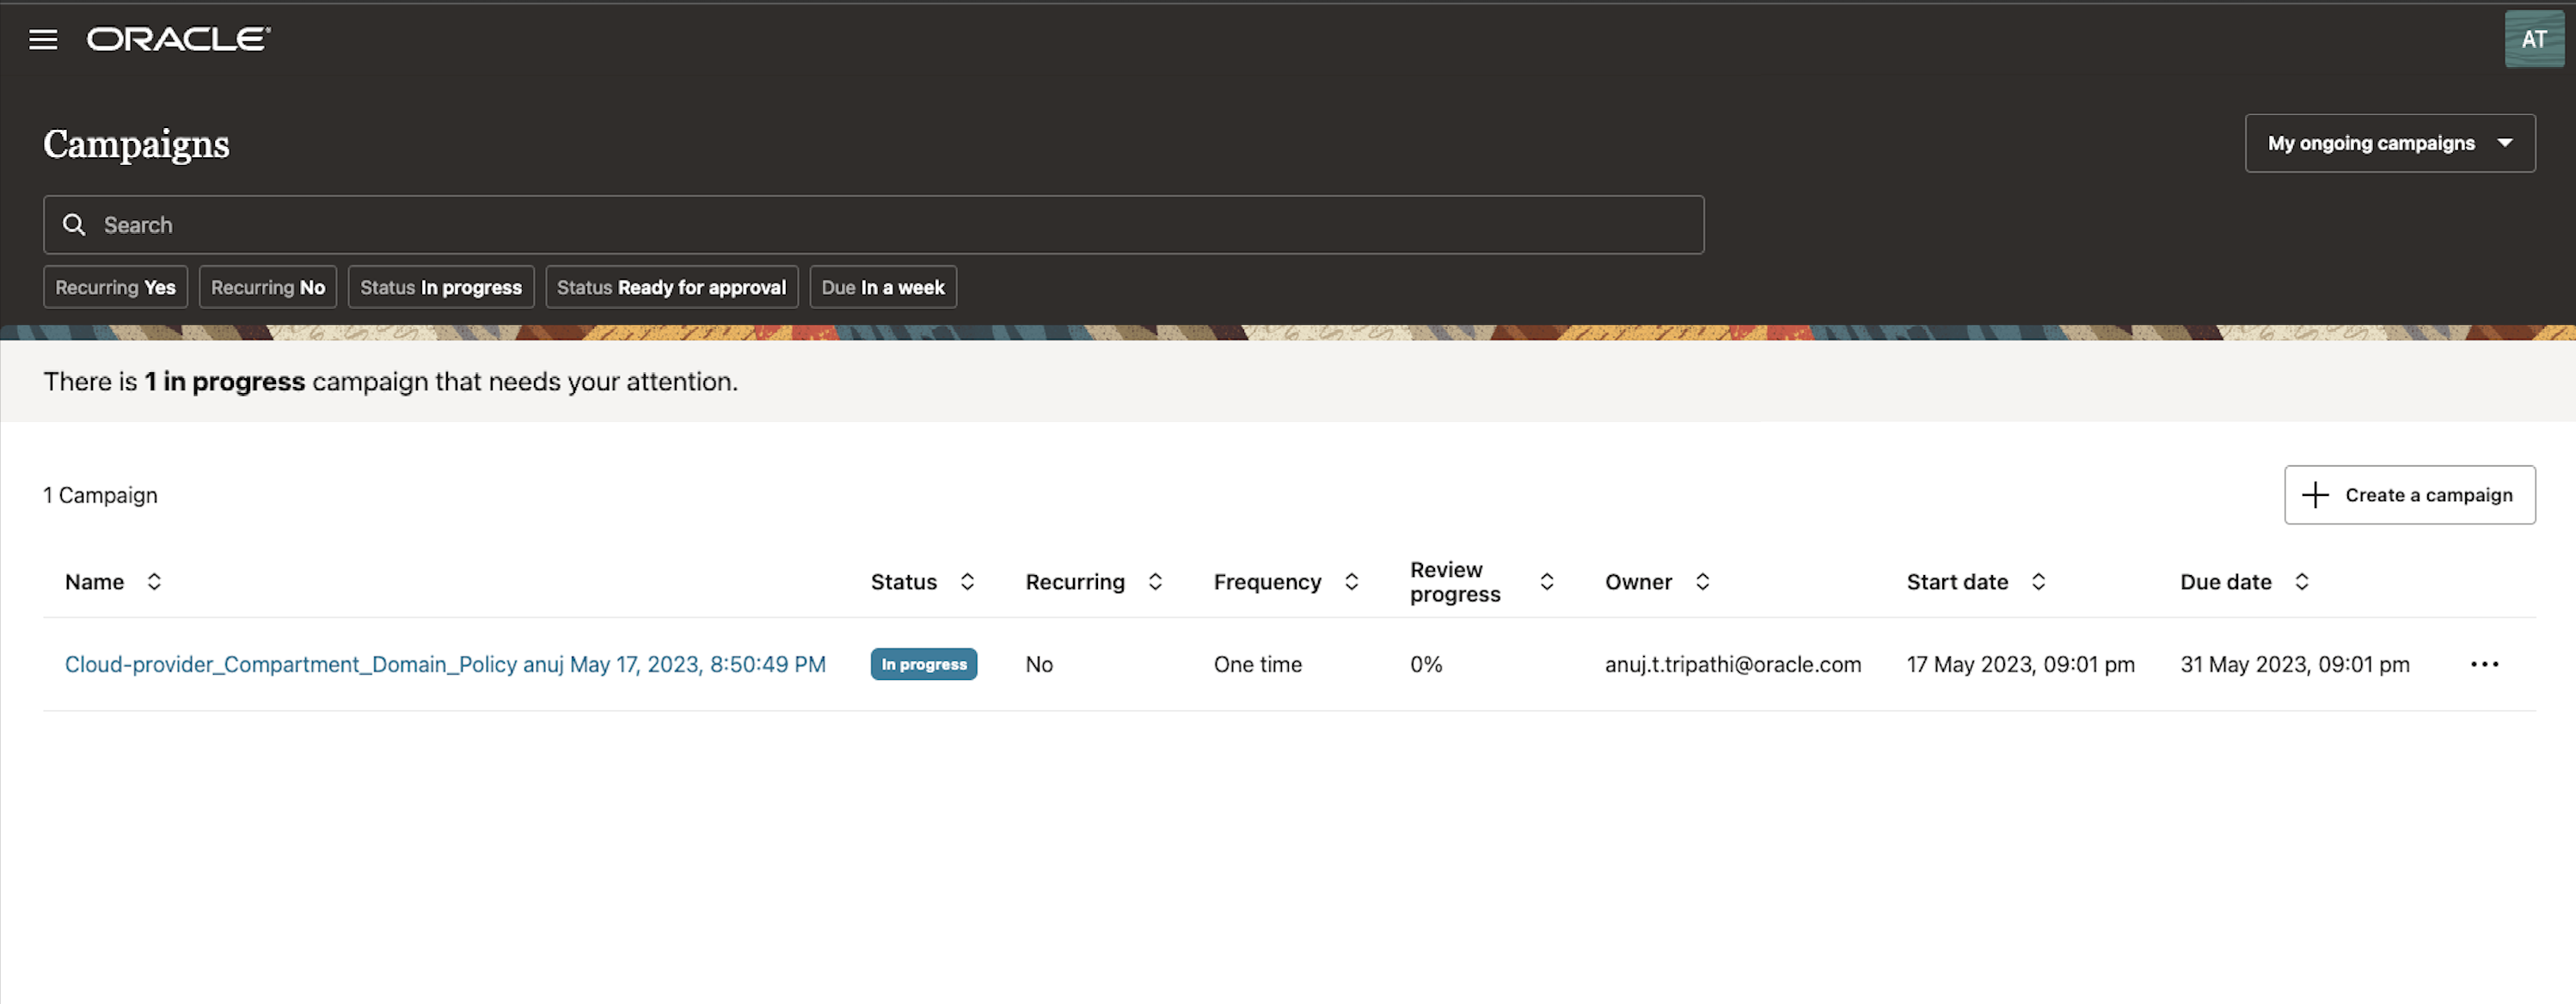 ORACLE
AT
Campaigns
My ongoing campaigns
Search
Recurring Yes
Recurring No
Status In progress
Status Ready for approval
Due In a week
There is 1 in progress campaign that needs your attention.
1 Campaign
Create a campaign
Name
Status
Recurring
Frequency
Review
progress
Owner
Start date
Due date
Cloud-provider_Compartment_Domain_Policy anuj May 17, 2023, 8:50:49 PM
In progress
No
One time
0%
anuj.t.tripathi@oracle.com
17 May 2023, 09:01 pm
31 May 2023, 09:01 pm